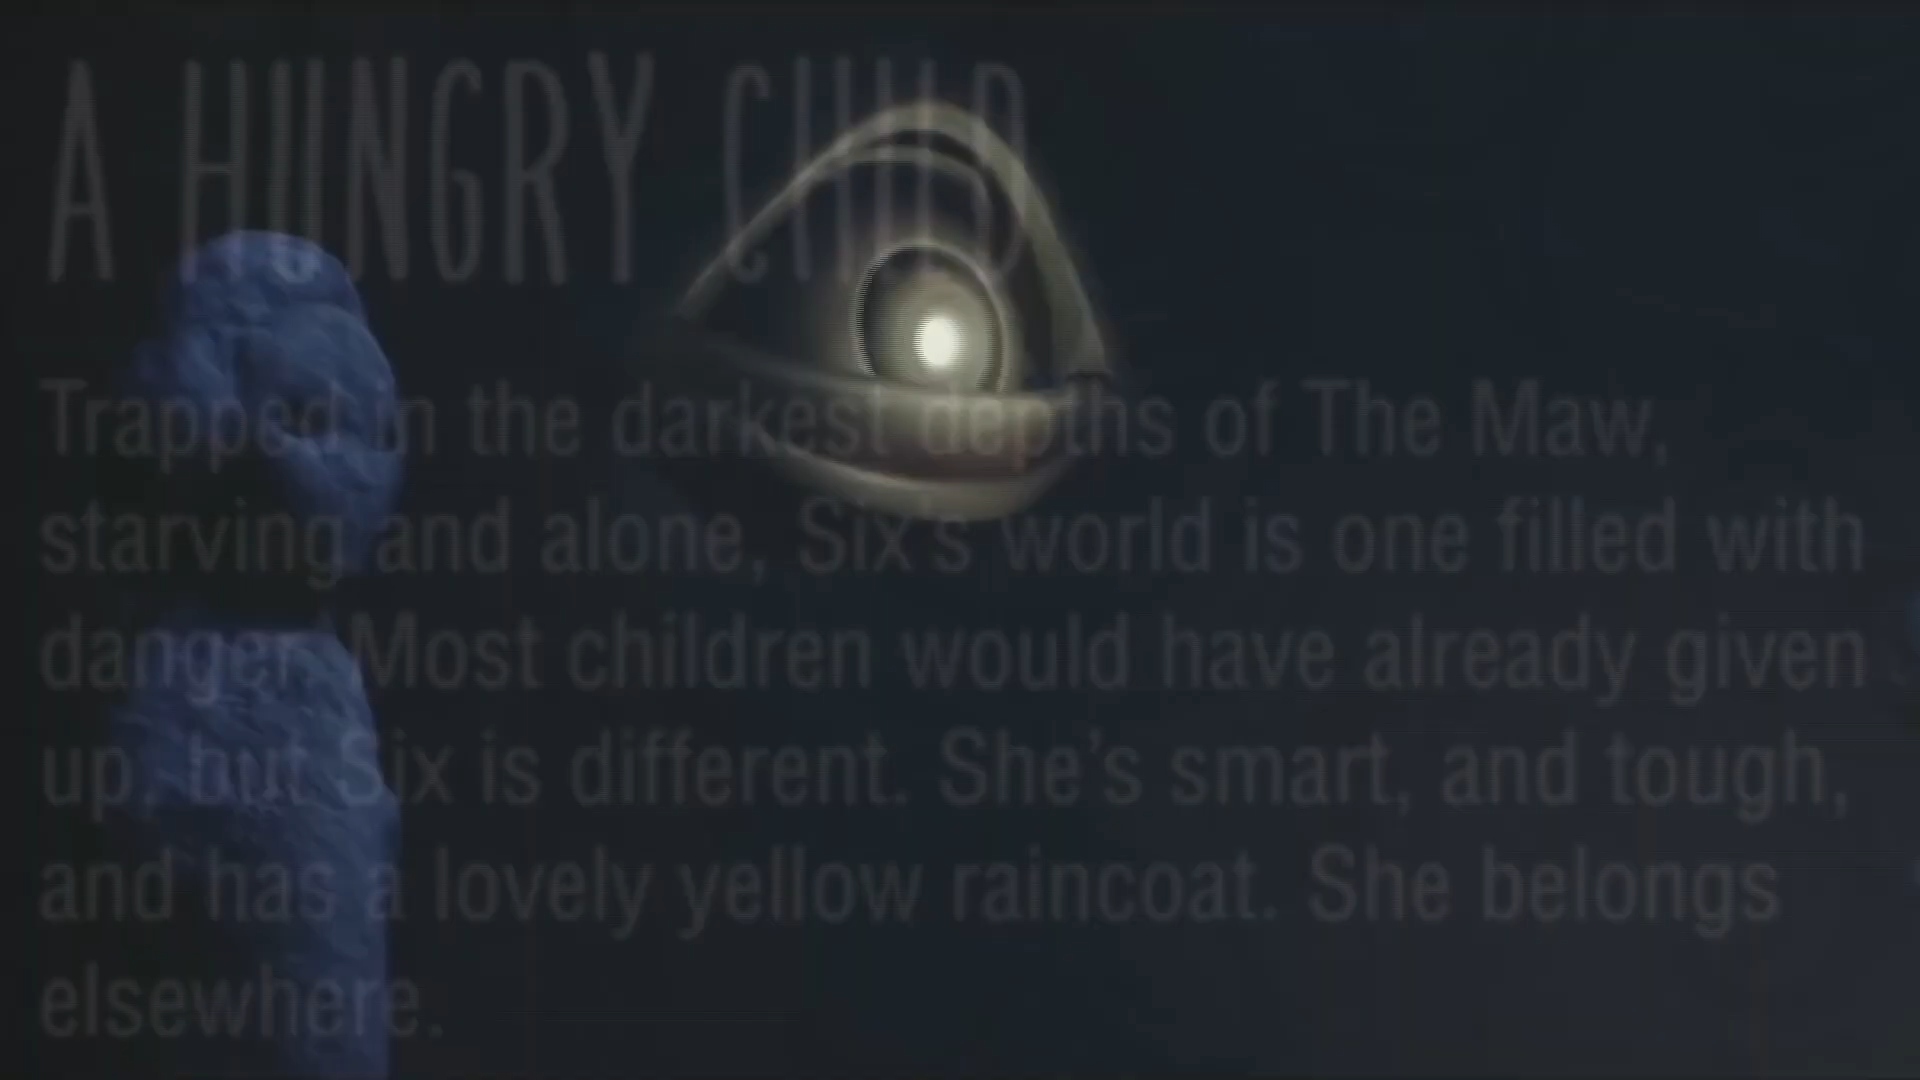 A HUNGRY CHILD
Trapped in the darkest depths of The Maw,
starving and alone, Six's world is one filled with
danger. Most children would have already given
up, but Six is different. She's smart, and tough,
and has a lovely yellow raincoat. She belongs
elsewhere.